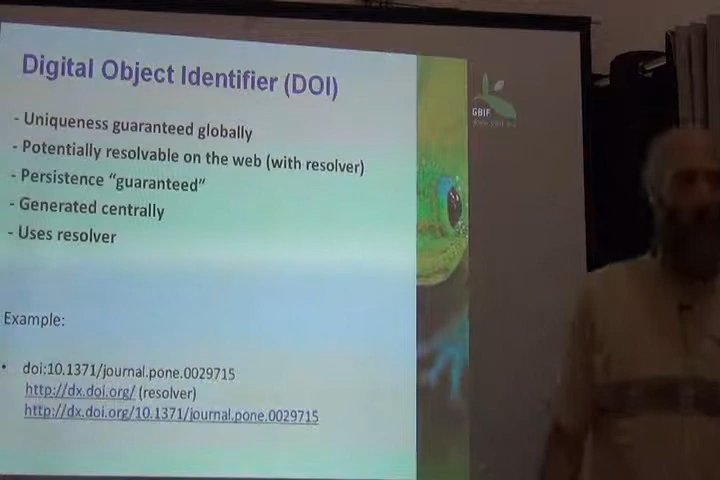 Digital Object Identifier (DOI)
- Uniqueness guaranteed globally
- Potentially resolvable on the web (with resolver)
- Persistence “guaranteed”
- Generated centrally
- Uses resolver
GBIF
Example:
• doi:10.1371/journal.pone.0029715
http://dx.doi.org/ (resolver)
http://dx.doi.org/10.1371/journal.pone.0029715